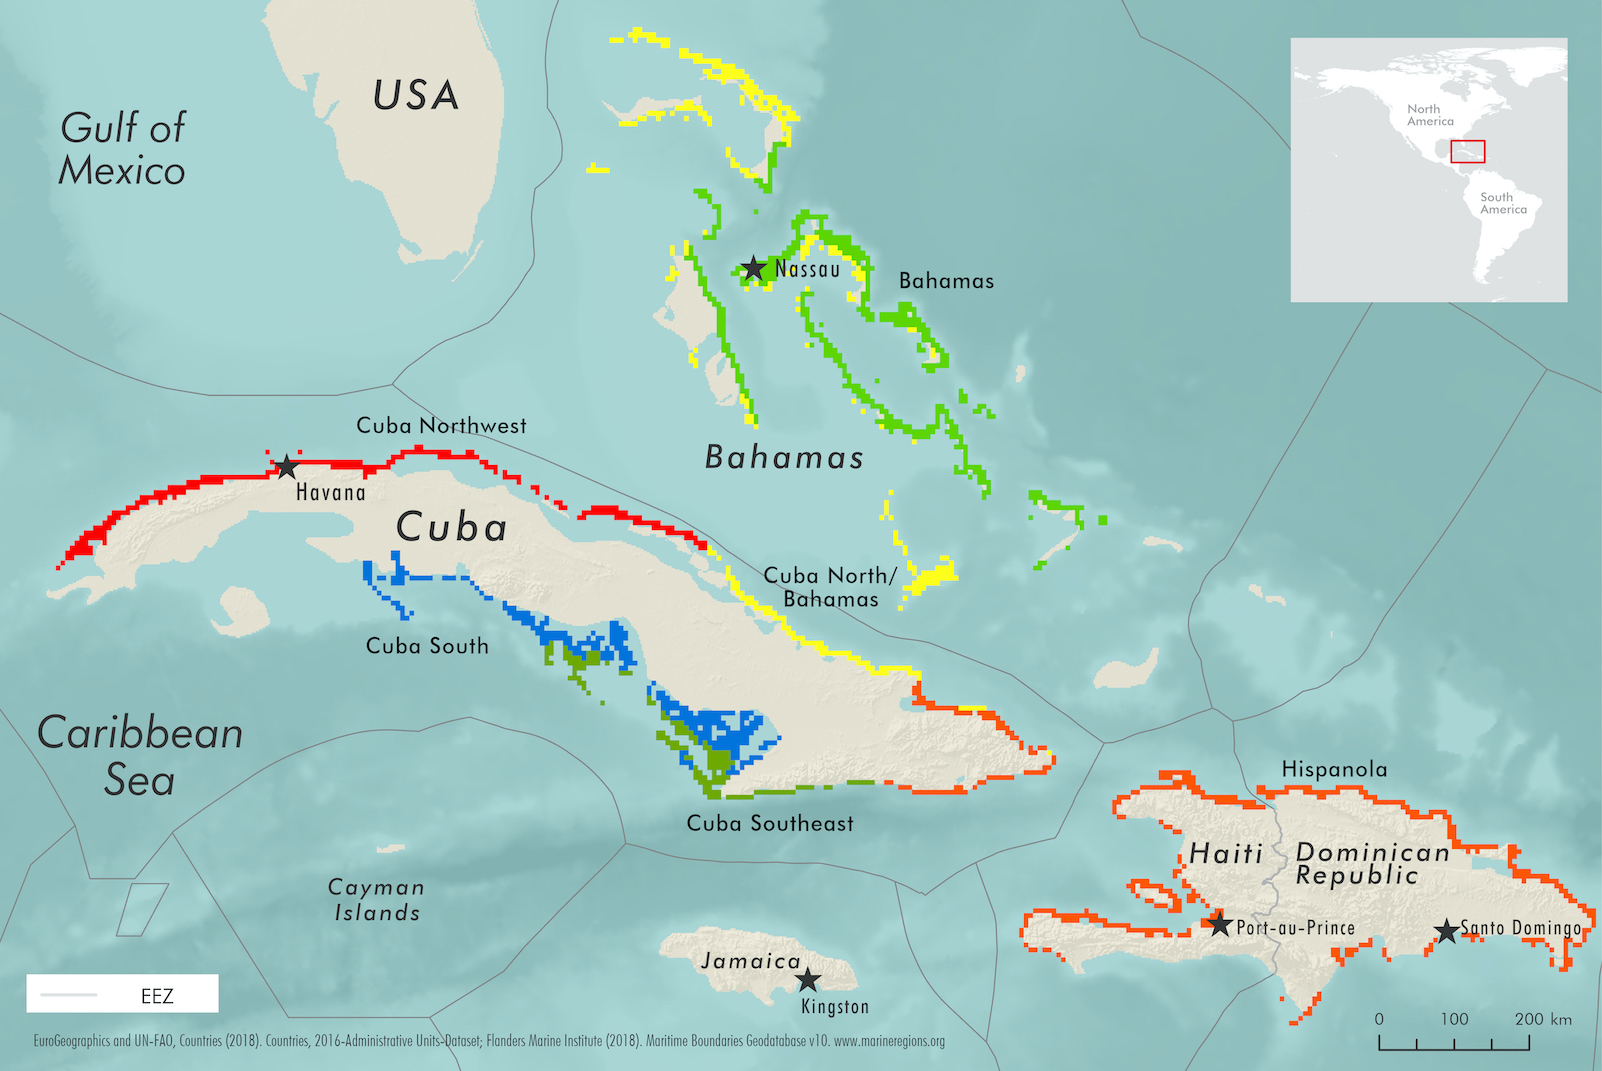 USA
Gulf of
Mexico
North
America
South
America
Nassau
Bahamas
Cuba Northwest
Bahamas
Havana
Cuba
Cuba North/
Bahamas
Cuba South
Caribbean
Sea
Hispanola
Cuba Southeast
Haiti
Dominican
Republic
Cayman
Islands
Port-au-Prince
Santo Domingo
Jamaica
Kingston
EEZ
0 100 200 km
EuroGeographics and UN-FAO, Countries (2018). Countries, 2016-Administrative Units-Dataset; Flanders Marine Institute (2018). Maritime Boundaries Geodatabase v10. www.marineregions.org